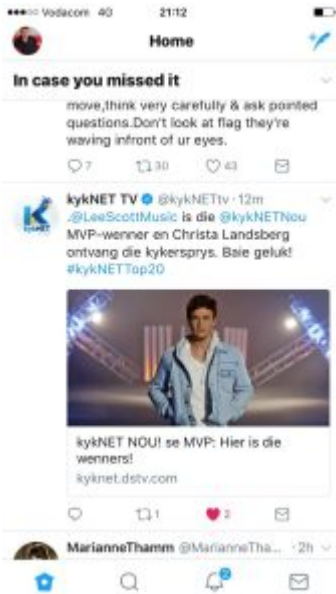 Vodacom 4G 21:12
Home
In case you missed it
move,think very carefully & ask pointed
questions.Don't look at flag they're
waving infront of ur eyes.
7 30 43
kykNET TV @kykNETtv · 12m
.@LeeScottMusic is die @kykNETNou
MVP-wenner en Christa Landsberg
ontvang die kykersprys. Baie geluk!
#kykNETTop20
kykNET
kykNET NOU! se MVP: Hier is die
wenners!
kyknet.dstv.com
1 2
MarianneThamm @MarianneTha... · 2h